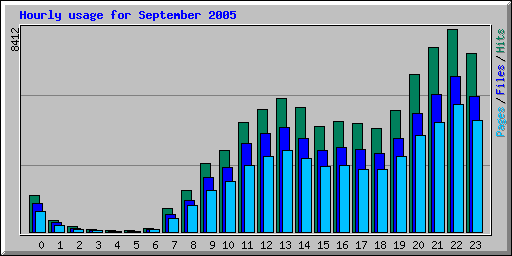 Hourly usage for September 2005
8412
Pages / Files / Hits
0 1 2 3 4 5 6 7 8 9 10 11 12 13 14 15 16 17 18 19 20 21 22 23